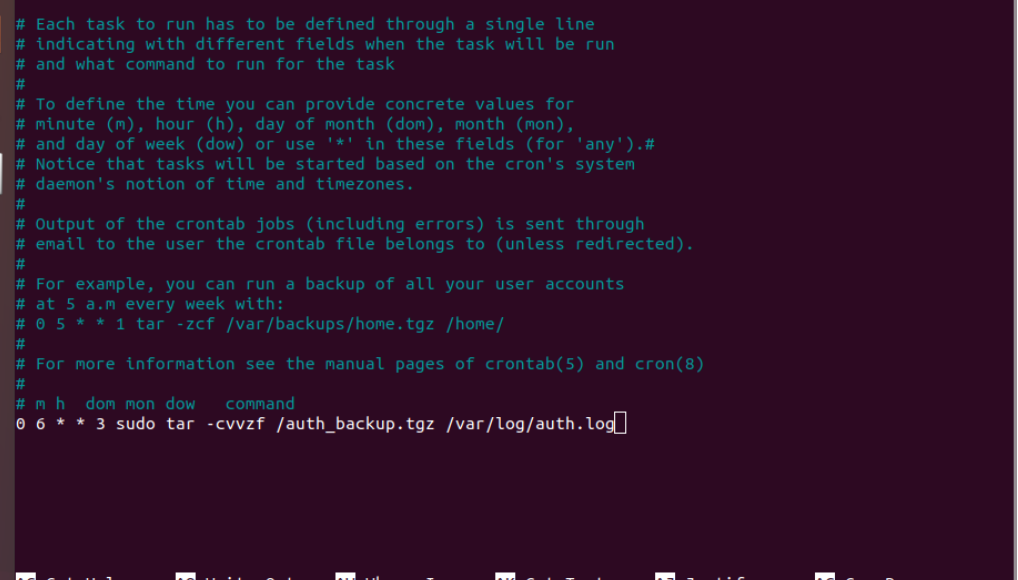 # Each task to run has to be defined through a single line
# indicating with different fields when the task will be run
# and what command to run for the task
#
# To define the time you can provide concrete values for
# minute (m), hour (h), day of month (dom), month (mon),
# and day of week (dow) or use '*' in these fields (for 'any').#
# Notice that tasks will be started based on the cron's system
# daemon's notion of time and timezones.
#
# Output of the crontab jobs (including errors) is sent through
# email to the user the crontab file belongs to (unless redirected).
#
# For example, you can run a backup of all your user accounts
# at 5 a.m every week with:
# 0 5 * * 1 tar -zcf /var/backups/home.tgz /home/
#
# For more information see the manual pages of crontab(5) and cron(8)
#
# m h  dom mon dow   command
0 6 * * 3 sudo tar -cvvzf /auth_backup.tgz /var/log/auth.log